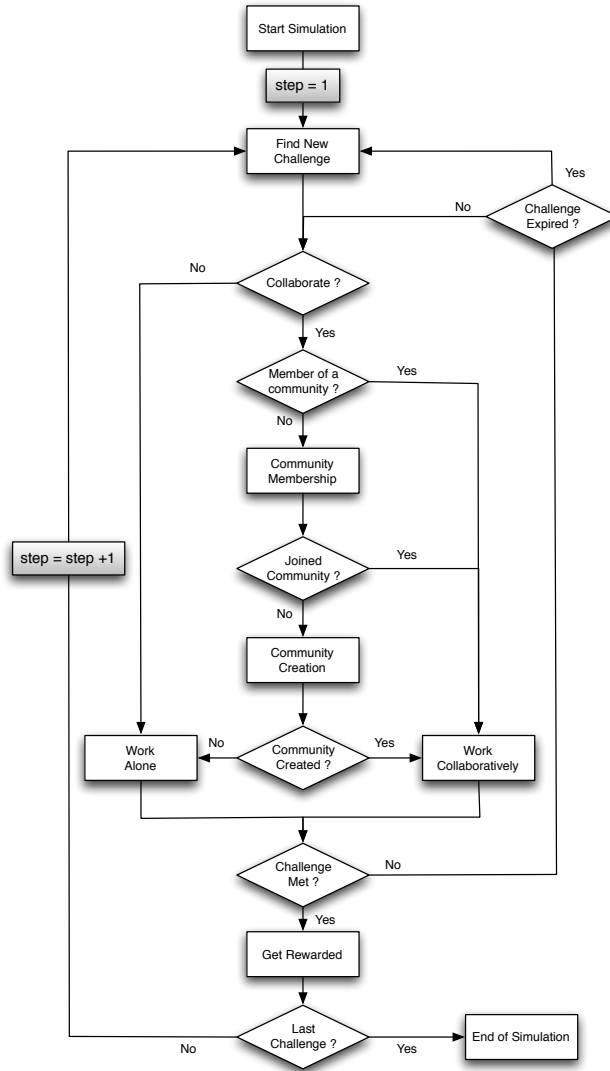 Start Simulation
step = 1
Find New
Challenge
Yes
No
Challenge
Expired ?
No
Collaborate ?
Yes
Member of a
community ?
Yes
No
Community
Membership
step = step +1
Joined
Community ?
Yes
No
Community
Creation
Work
Alone
No
Community
Created ?
Yes
Work
Collaboratively
Challenge
Met ?
No
Yes
Get Rewarded
Last
Challenge ?
No
Yes
End of Simulation